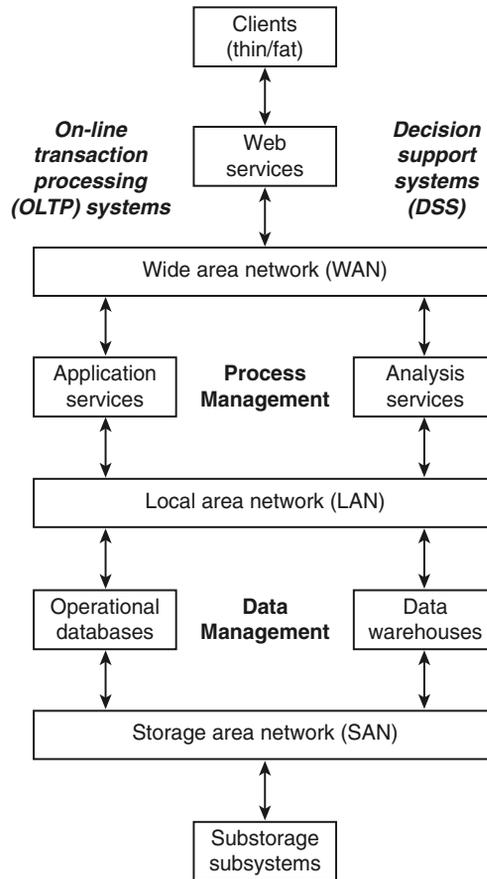 Clients
(thin/fat)
On-line
transaction
processing
(OLTP) systems
Web
services
Decision
support
systems
(DSS)
Wide area network (WAN)
Application
services
Process
Management
Analysis
services
Local area network (LAN)
Operational
databases
Data
Management
Data
warehouses
Storage area network (SAN)
Substorage
subsystems